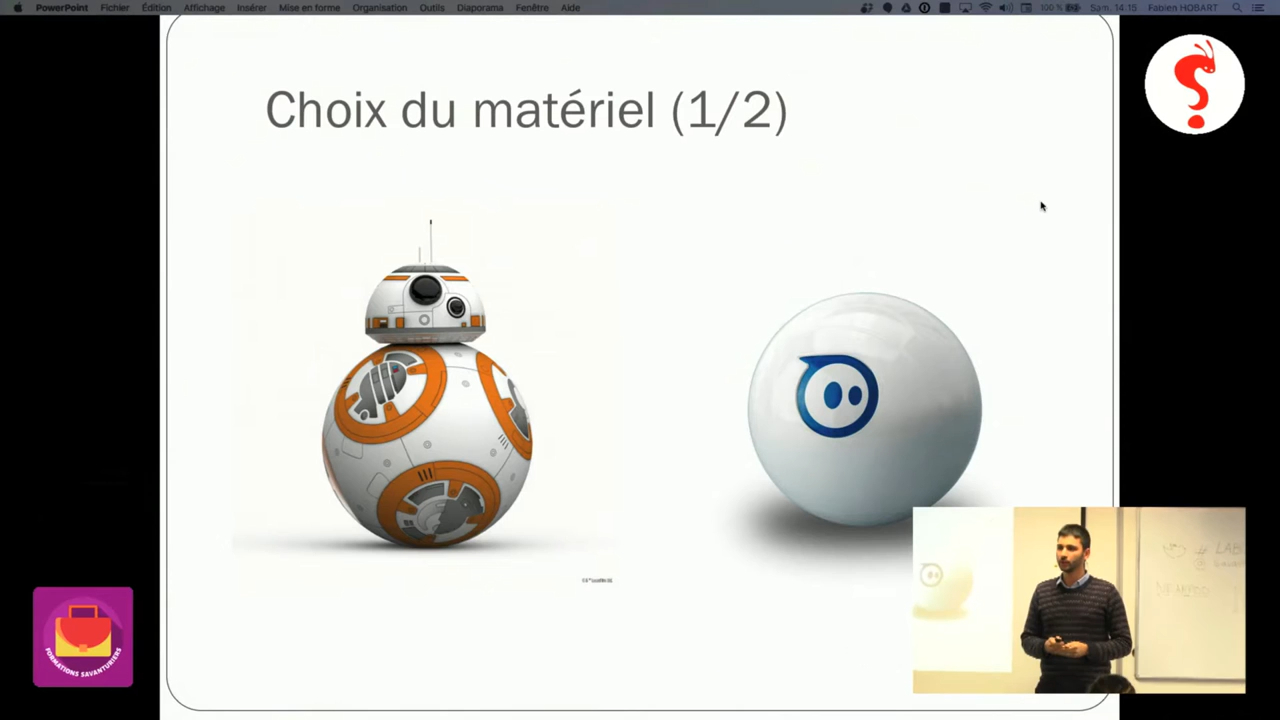 PowerPoint Fichier Édition Affichage Insérer Mise en forme Organisation Outils Diaporama Fenêtre Aide 100 % Sam. 14:15 Fabien HOBART
Choix du matériel (1/2)
# LAB
FORMATIONS SAVANTURIERS